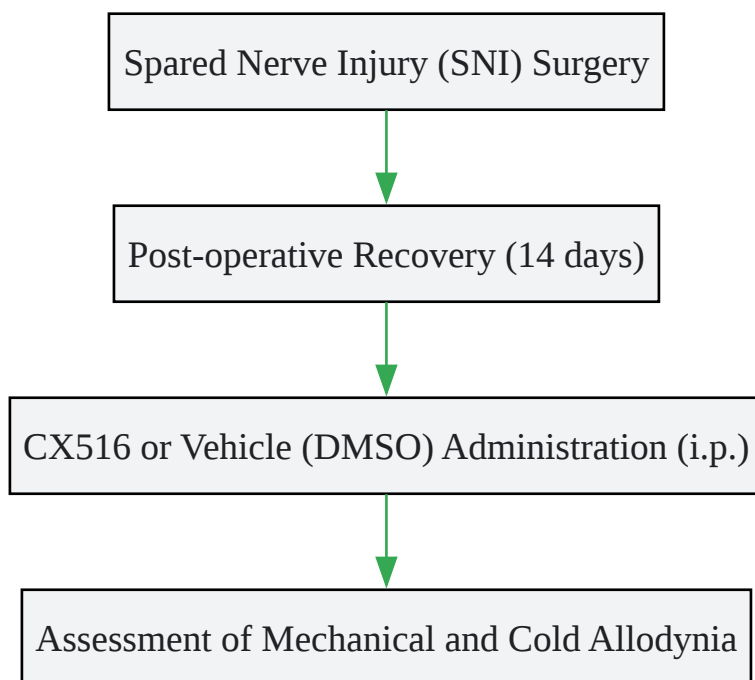 Spared Nerve Injury (SNI) Surgery
Post-operative Recovery (14 days)
CX516 or Vehicle (DMSO) Administration (i.p.)
Assessment of Mechanical and Cold Allodynia